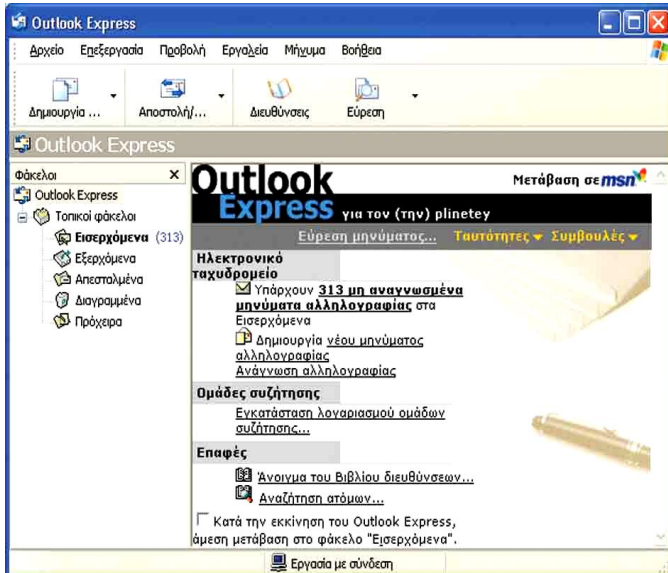 Outlook Express
Αρχείο Επεξεργασία Προβολή Εργαλεία Μήνυμα Βοήθεια
Δημιουργία ... Αποστολή/... Διευθύνσεις Εύρεση
Outlook Express
Φάκελοι x
Outlook Express
Τοπικοί φάκελοι
Εισερχόμενα (313)
Εξερχόμενα
Απεσταλμένα
Διαγραμμένα
Πρόχειρα
Outlook Μετάβαση σε msn
Express για τον (την) plinetey
Εύρεση μηνύματος... Ταυτότητες Συμβουλές
Ηλεκτρονικό
ταχυδρομείο
Υπάρχουν 313 μη αναγνωσμένα
μηνύματα αλληλογραφίας στα
Εισερχόμενα
Δημιουργία νέου μηνύματος
αλληλογραφίας
Ανάγνωση αλληλογραφίας
Ομάδες συζήτησης
Εγκατάσταση λογαριασμού ομάδων
συζήτησης...
Επαφές
Άνοιγμα του Βιβλίου διευθύνσεων...
Αναζήτηση ατόμων...
Κατά την εκκίνηση του Outlook Express,
άμεση μετάβαση στο φάκελο "Εισερχόμενα".
Εργασία με σύνδεση